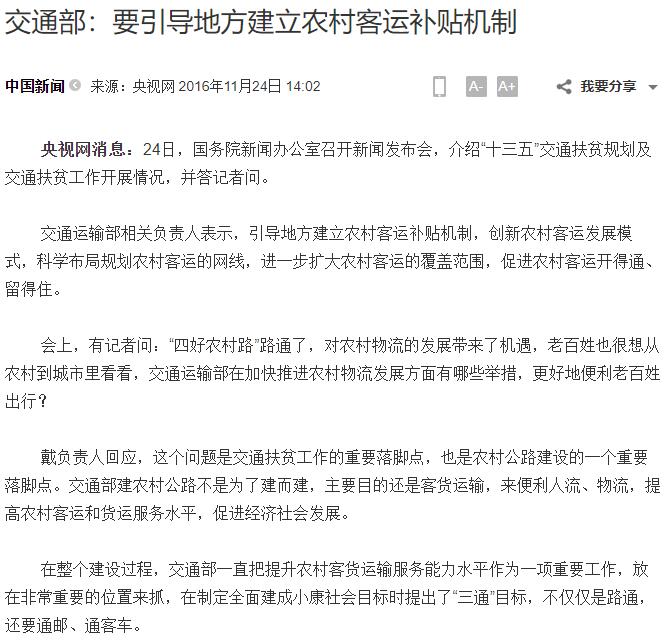 交通部：要引导地方建立农村客运补贴机制
中国新闻 来源：央视网 2016年11月24日 14:02 A- A+ 我要分享
央视网消息：24日，国务院新闻办公室召开新闻发布会，介绍“十三五”交通扶贫规划及
交通扶贫工作开展情况，并答记者问。
交通运输部相关负责人表示，引导地方建立农村客运补贴机制，创新农村客运发展模
式，科学布局规划农村客运的网线，进一步扩大农村客运的覆盖范围，促进农村客运开得通、
留得住。
会上，有记者问：“四好农村路”路通了，对农村物流的发展带来了机遇，老百姓也很想从
农村到城市里看看，交通运输部在加快推进农村物流发展方面有哪些举措，更好地便利老百姓
出行？
戴负责人回应，这个问题是交通扶贫工作的重要落脚点，也是农村公路建设的一个重要
落脚点。交通部建农村公路不是为了建而建，主要目的还是客货运输，来便利人流、物流，提
高农村客运和货运服务水平，促进经济社会发展。
在整个建设过程，交通部一直把提升农村客货运输服务能力水平作为一项重要工作，放
在非常重要的位置来抓，在制定全面建成小康社会目标时提出了“三通”目标，不仅仅是路通，
还要通邮、通客车。